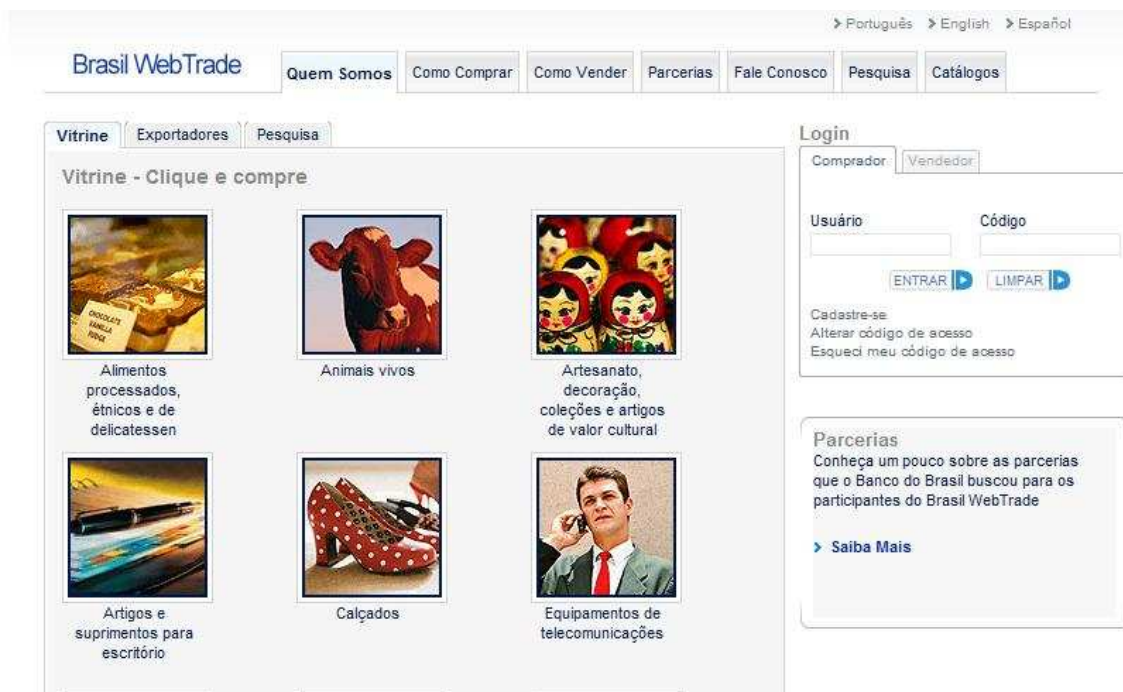 Português English Español
Brasil WebTrade
Quem Somos Como Comprar Como Vender Parcerias Fale Conosco Pesquisa Catálogos
Vitrine Exportadores Pesquisa
Vitrine - Clique e compre
CHOCOLATE
VANILLA
FUDGE
Alimentos
processados,
étnicos e de
delicatessen
Animais vivos
Artesanato,
decoração,
coleções e artigos
de valor cultural
Artigos e
suprimentos para
escritório
Calçados
Equipamentos de
telecomunicações
Login
Comprador Vendedor
Usuário Código
ENTRAR LIMPAR
Cadastre-se
Alterar código de acesso
Esqueci meu código de acesso
Parcerias
Conheça um pouco sobre as parcerias
que o Banco do Brasil buscou para os
participantes do Brasil WebTrade
Saiba Mais